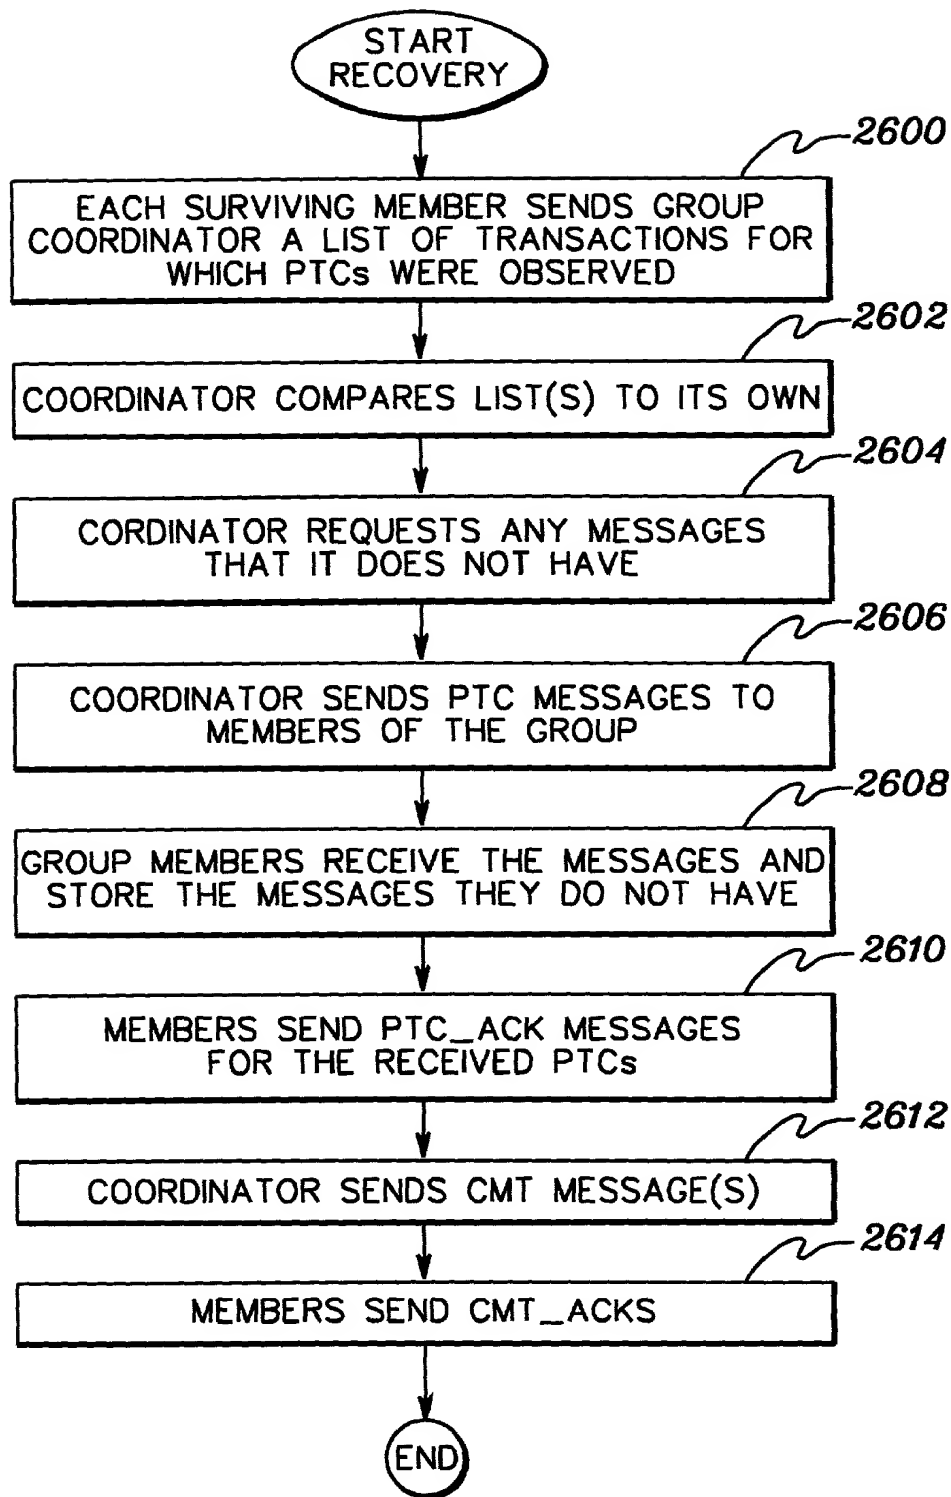 START
RECOVERY
2600
EACH SURVIVING MEMBER SENDS GROUP
COORDINATOR A LIST OF TRANSACTIONS FOR
WHICH PTCs WERE OBSERVED
2602
COORDINATOR COMPARES LIST(S) TO ITS OWN
2604
CORDINATOR REQUESTS ANY MESSAGES
THAT IT DOES NOT HAVE
2606
COORDINATOR SENDS PTC MESSAGES TO
MEMBERS OF THE GROUP
2608
GROUP MEMBERS RECEIVE THE MESSAGES AND
STORE THE MESSAGES THEY DO NOT HAVE
2610
MEMBERS SEND PTC_ACK MESSAGES
FOR THE RECEIVED PTCs
2612
COORDINATOR SENDS CMT MESSAGE(S)
2614
MEMBERS SEND CMT_ACKS
END